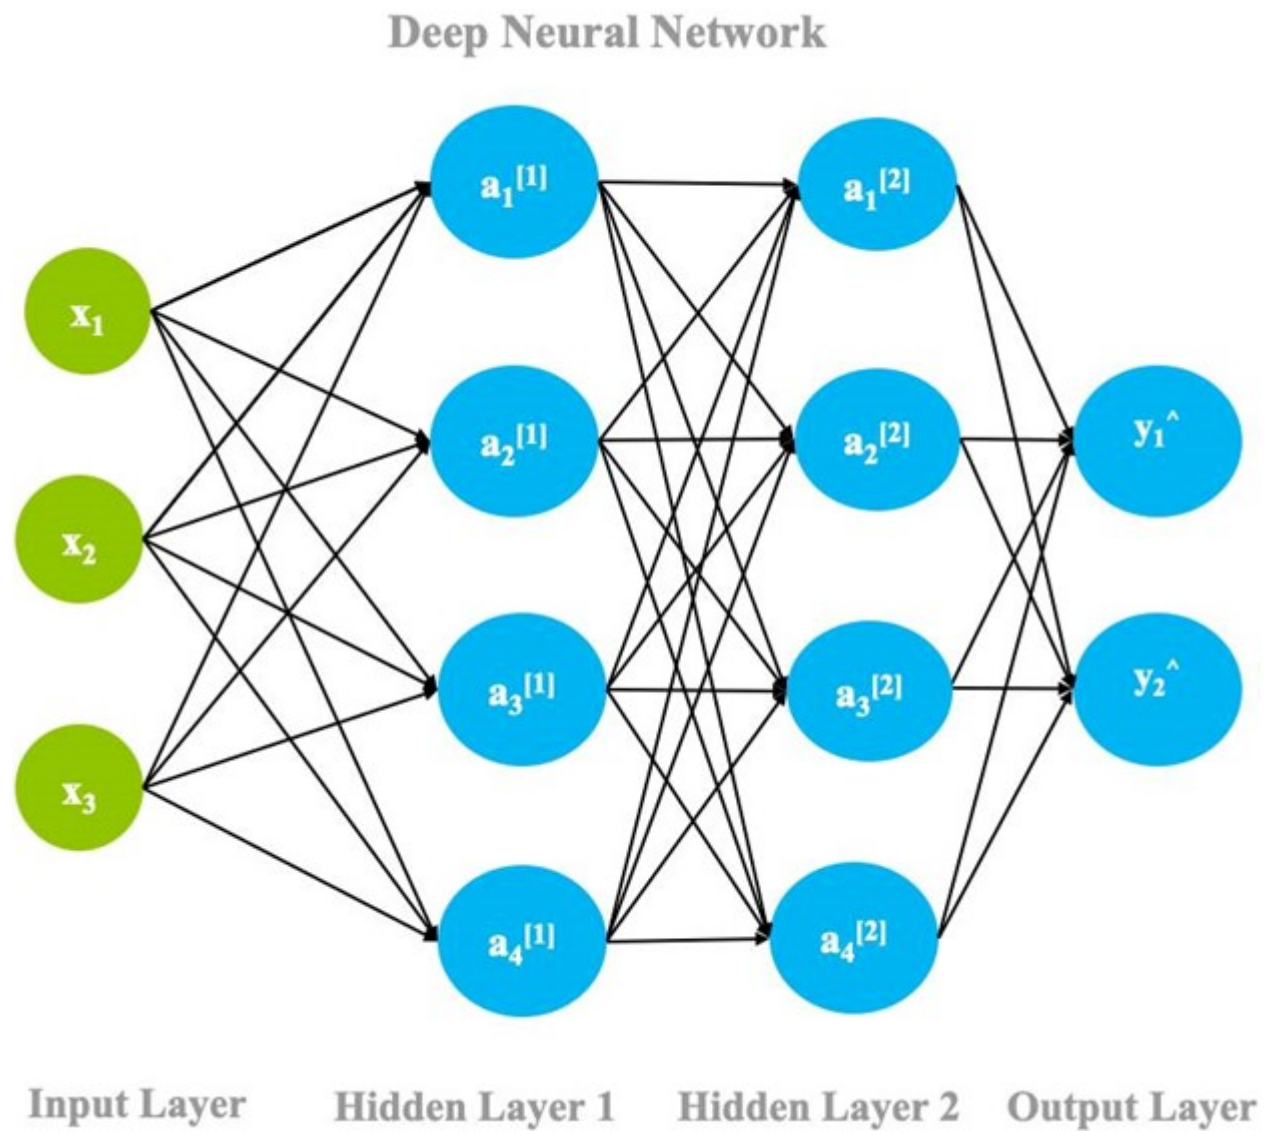 Deep Neural Network
x₁
x₂
x₃
a₁[1]
a₂[1]
a₃[1]
a₄[1]
a₁[2]
a₂[2]
a₃[2]
a₄[2]
y₁^
y₂^
Input Layer
Hidden Layer 1
Hidden Layer 2
Output Layer